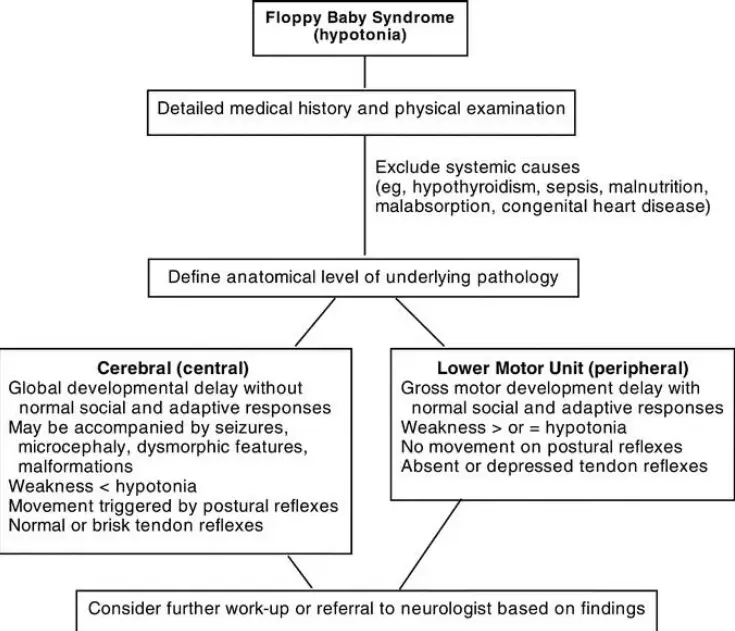 Floppy Baby Syndrome
(hypotonia)
Detailed medical history and physical examination
Exclude systemic causes
(eg, hypothyroidism, sepsis, malnutrition,
malabsorption, congenital heart disease)
Define anatomical level of underlying pathology
Cerebral (central)
Global developmental delay without
normal social and adaptive responses
May be accompanied by seizures,
microcephaly, dysmorphic features,
malformations
Weakness < hypotonia
Movement triggered by postural reflexes
Normal or brisk tendon reflexes
Lower Motor Unit (peripheral)
Gross motor development delay with
normal social and adaptive responses
Weakness > or = hypotonia
No movement on postural reflexes
Absent or depressed tendon reflexes
Consider further work-up or referral to neurologist based on findings